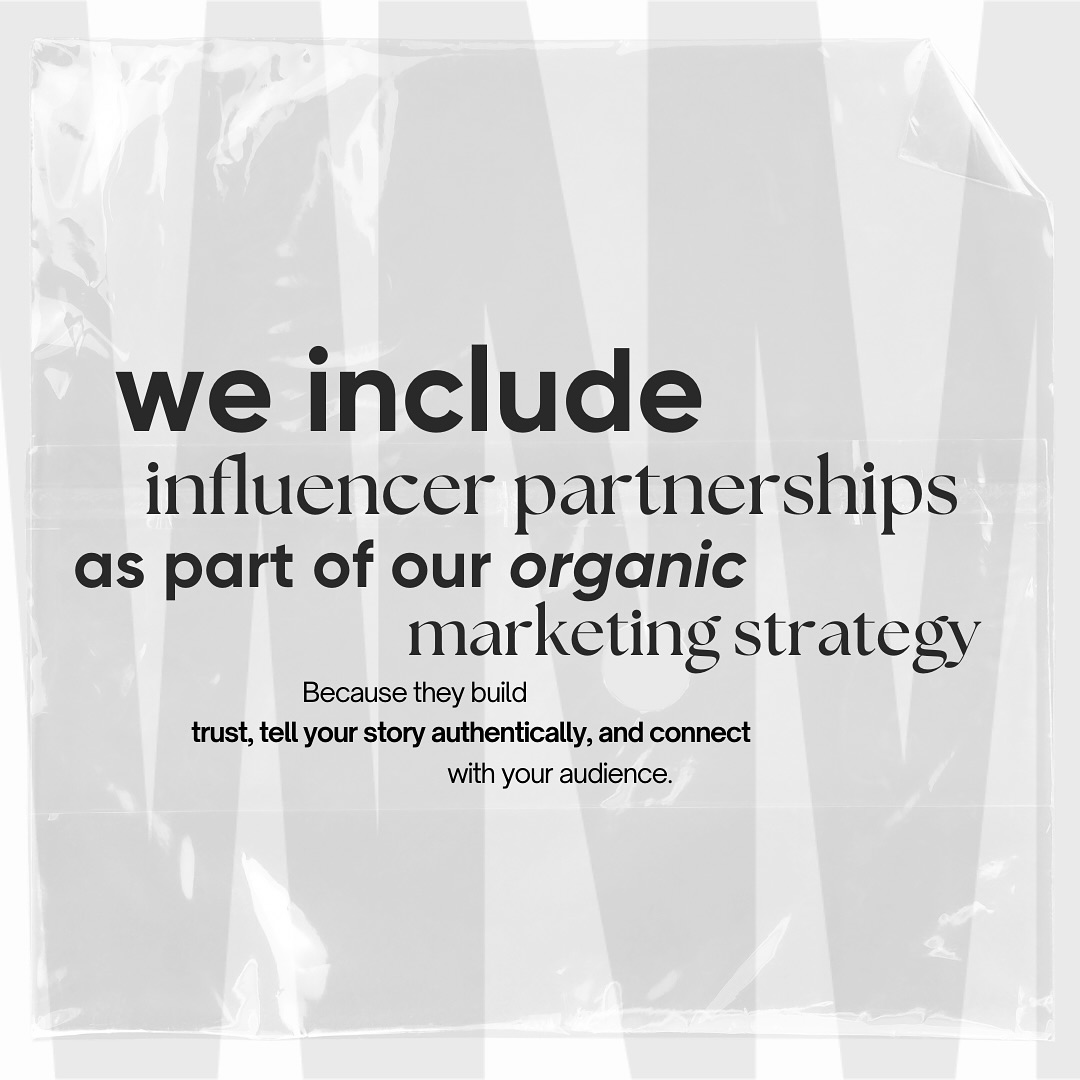 we include
influencer partnerships
as part of our organic
marketing strategy
Because they build
trust, tell your story authentically, and connect
with your audience.